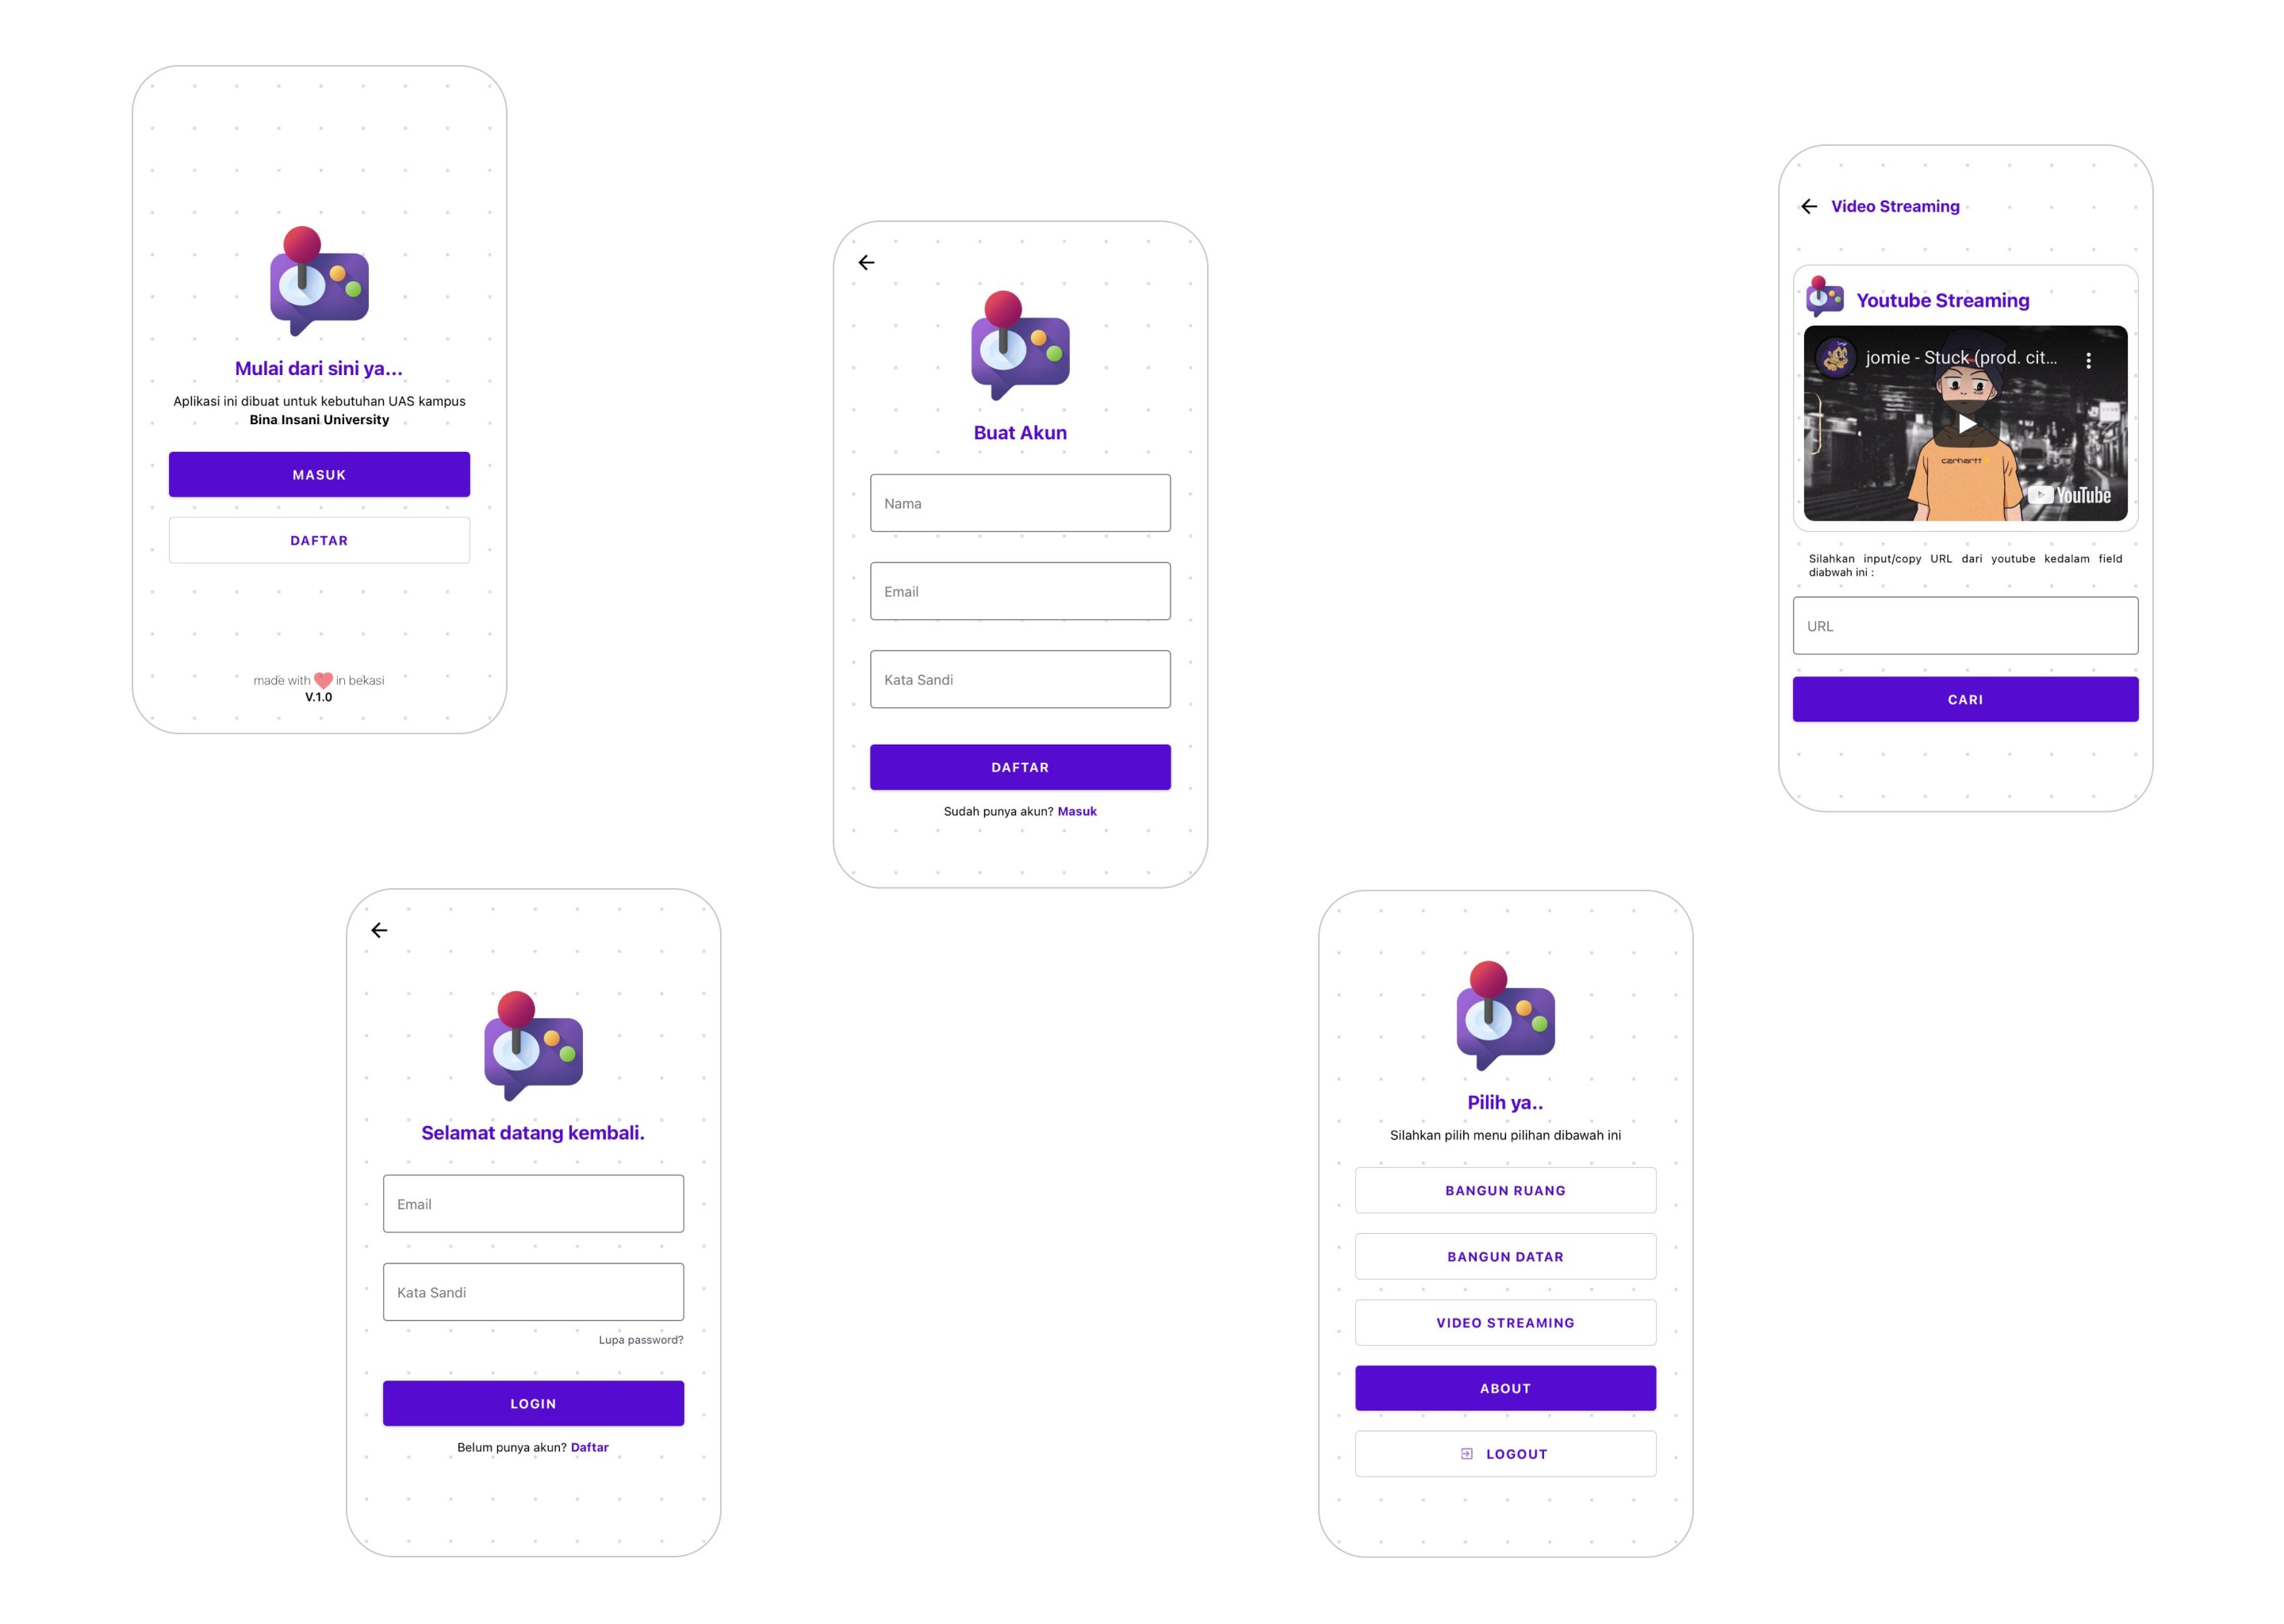 Mulai dari sini ya...
Aplikasi ini dibuat untuk kebutuhan UAS kampus
Bina Insani University
MASUK
DAFTAR
made with in bekasi
V.1.0
Buat Akun
Nama
Email
Kata Sandi
DAFTAR
Sudah punya akun? Masuk
Video Streaming
Youtube Streaming
jomie - Stuck (prod. cit...
carhartt
YouTube
Silahkan input/copy URL dari youtube kedalam field
diabwah ini :
URL
CARI
Selamat datang kembali.
Email
Kata Sandi
Lupa password?
LOGIN
Belum punya akun? Daftar
Pilih ya..
Silahkan pilih menu pilihan dibawah ini
BANGUN RUANG
BANGUN DATAR
VIDEO STREAMING
ABOUT
LOGOUT